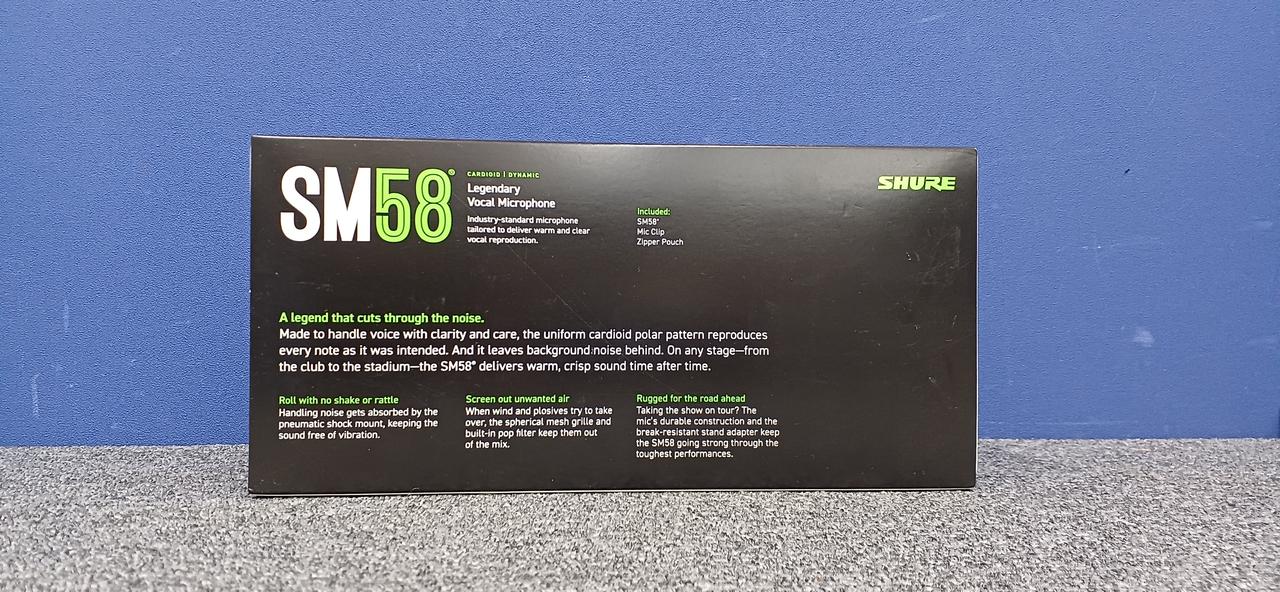 SM58®
CARDIOID | DYNAMIC
Legendary
Vocal Microphone
Industry-standard microphone
tailored to deliver warm and clear
vocal reproduction.
Included:
SM58®
Mic Clip
Zipper Pouch
SHURE
A legend that cuts through the noise.
Made to handle voice with clarity and care, the uniform cardioid polar pattern reproduces
every note as it was intended. And it leaves background noise behind. On any stage—from
the club to the stadium—the SM58® delivers warm, crisp sound time after time.
Roll with no shake or rattle
Handling noise gets absorbed by the
pneumatic shock mount, keeping the
sound free of vibration.
Screen out unwanted air
When wind and plosives try to take
over, the spherical mesh grille and
built-in pop filter keep them out
of the mix.
Rugged for the road ahead
Taking the show on tour? The
mic's durable construction and the
break-resistant stand adapter keep
the SM58 going strong through the
toughest performances.